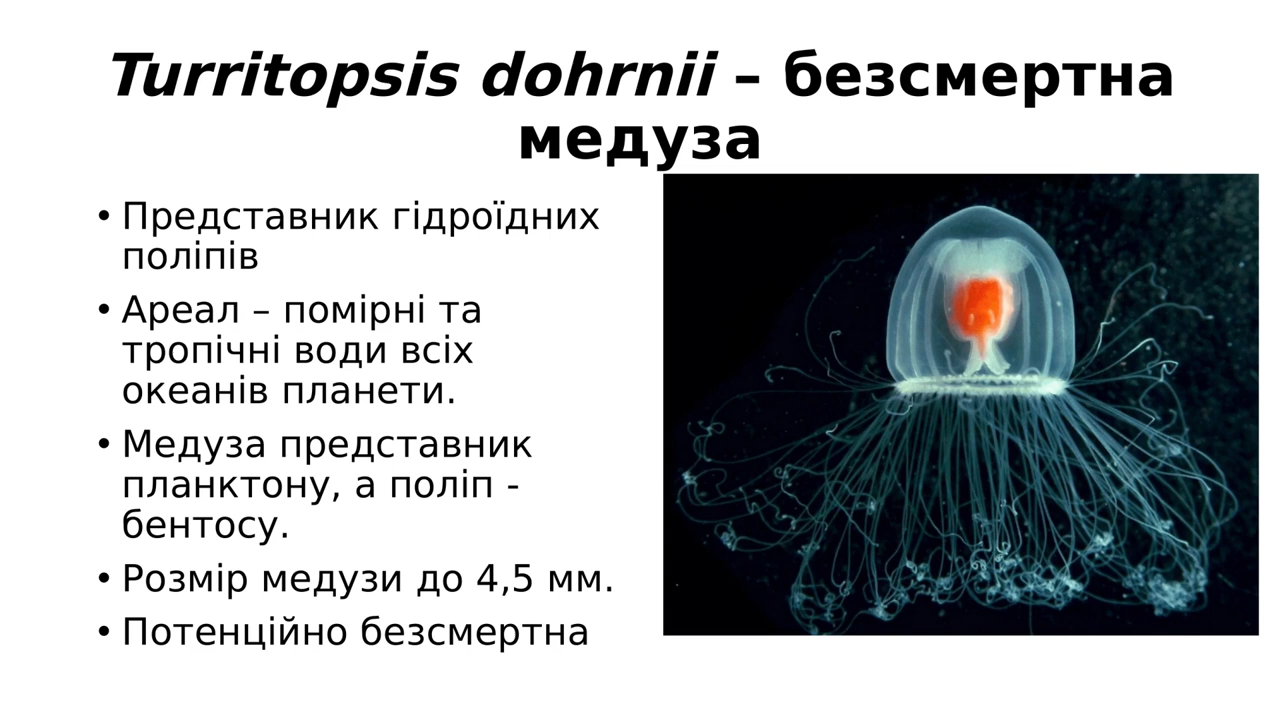 Turritopsis dohrnii – безсмертна
медуза
• Представник гідроїдних
поліпів
• Ареал – помірні та
тропічні води всіх
океанів планети.
• Медуза представник
планктону, а поліп -
бентосу.
• Розмір медузи до 4,5 мм.
• Потенційно безсмертна